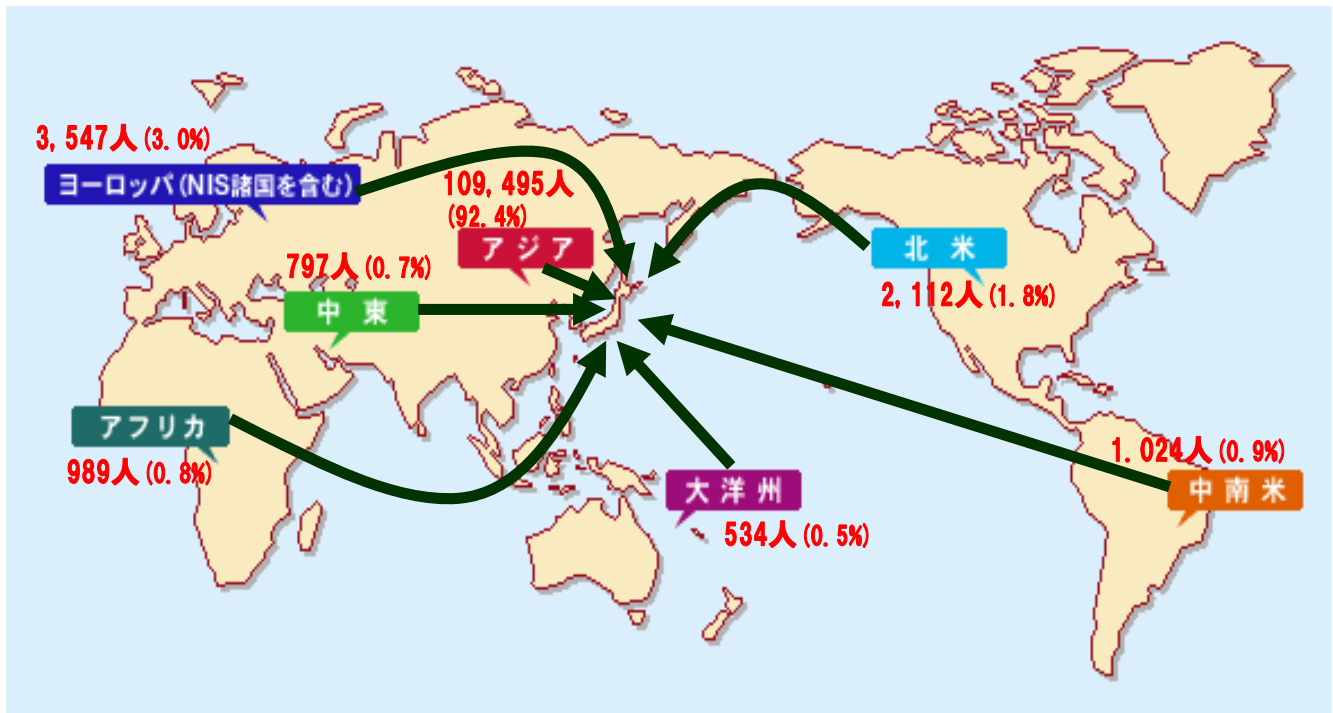 3,547人(3.0%)
ヨーロッパ(NIS諸国を含む)
109,495人
(92.4%)
アジア
797人(0.7%)
中東
北米
2,112人(1.8%)
アフリカ
989人(0.8%)
大洋州
534人(0.5%)
1.024人(0.9%)
中南米